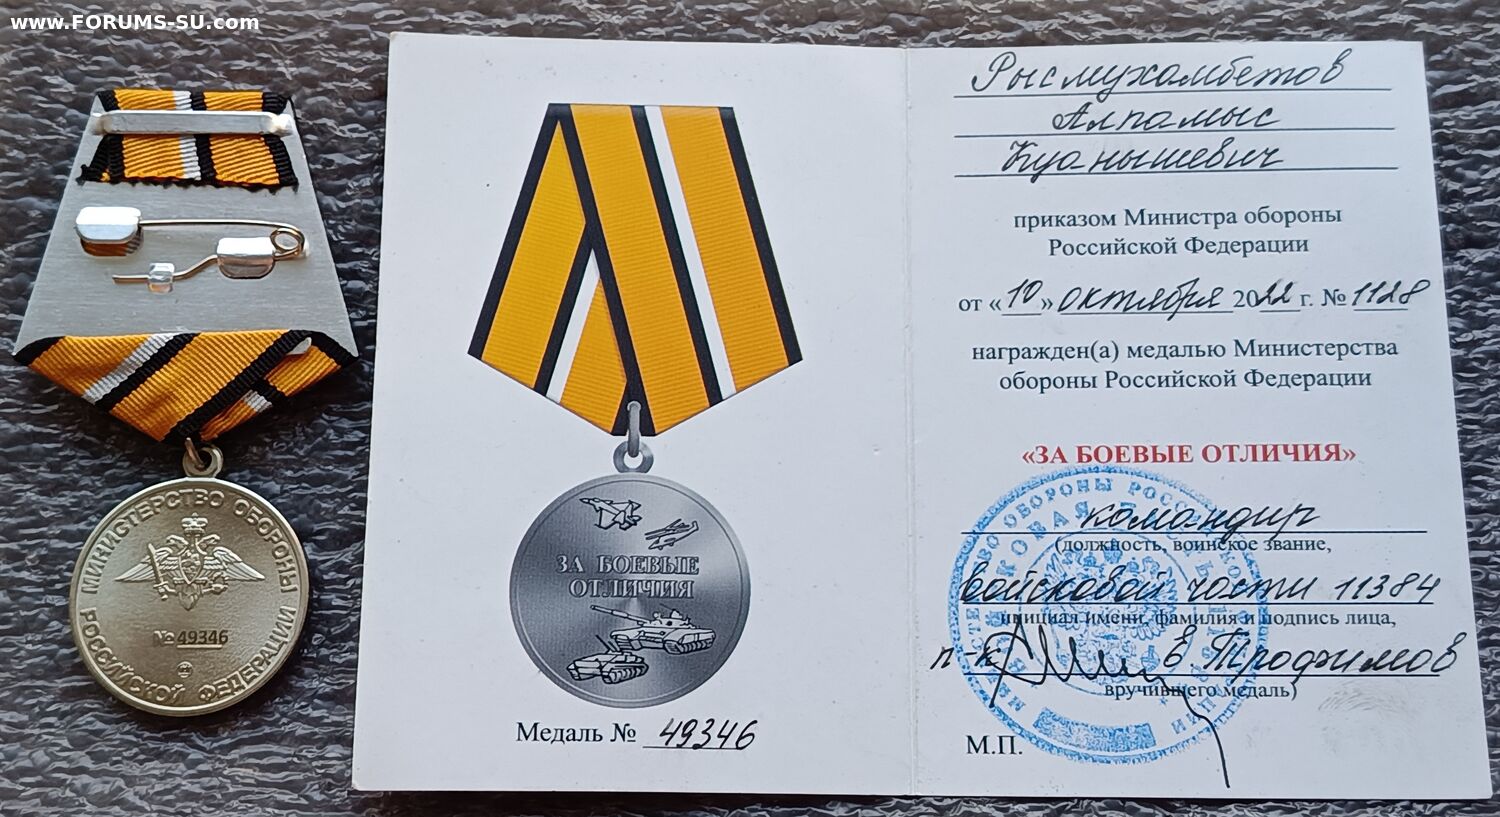 www.FORUMS-SU.com
МИНИСТЕРСТВО ОБОРОНЫ
РОССИЙСКОЙ ФЕДЕРАЦИИ
№ 49346
ЗА БОЕВЫЕ
ОТЛИЧИЯ
Медаль № 49346
Рысмухамбетов
Алпамыс
Куанышевич
приказом Министра обороны
Российской Федерации
от «10» октября 2022 г. № 1128
награжден(а) медалью Министерства
обороны Российской Федерации
«ЗА БОЕВЫЕ ОТЛИЧИЯ»
командир
(должность, воинское звание,
войсковой части 11384
инициал имени, фамилия и подпись лица,
п-к Е. Трофимов
вручившего медаль)
М.П.